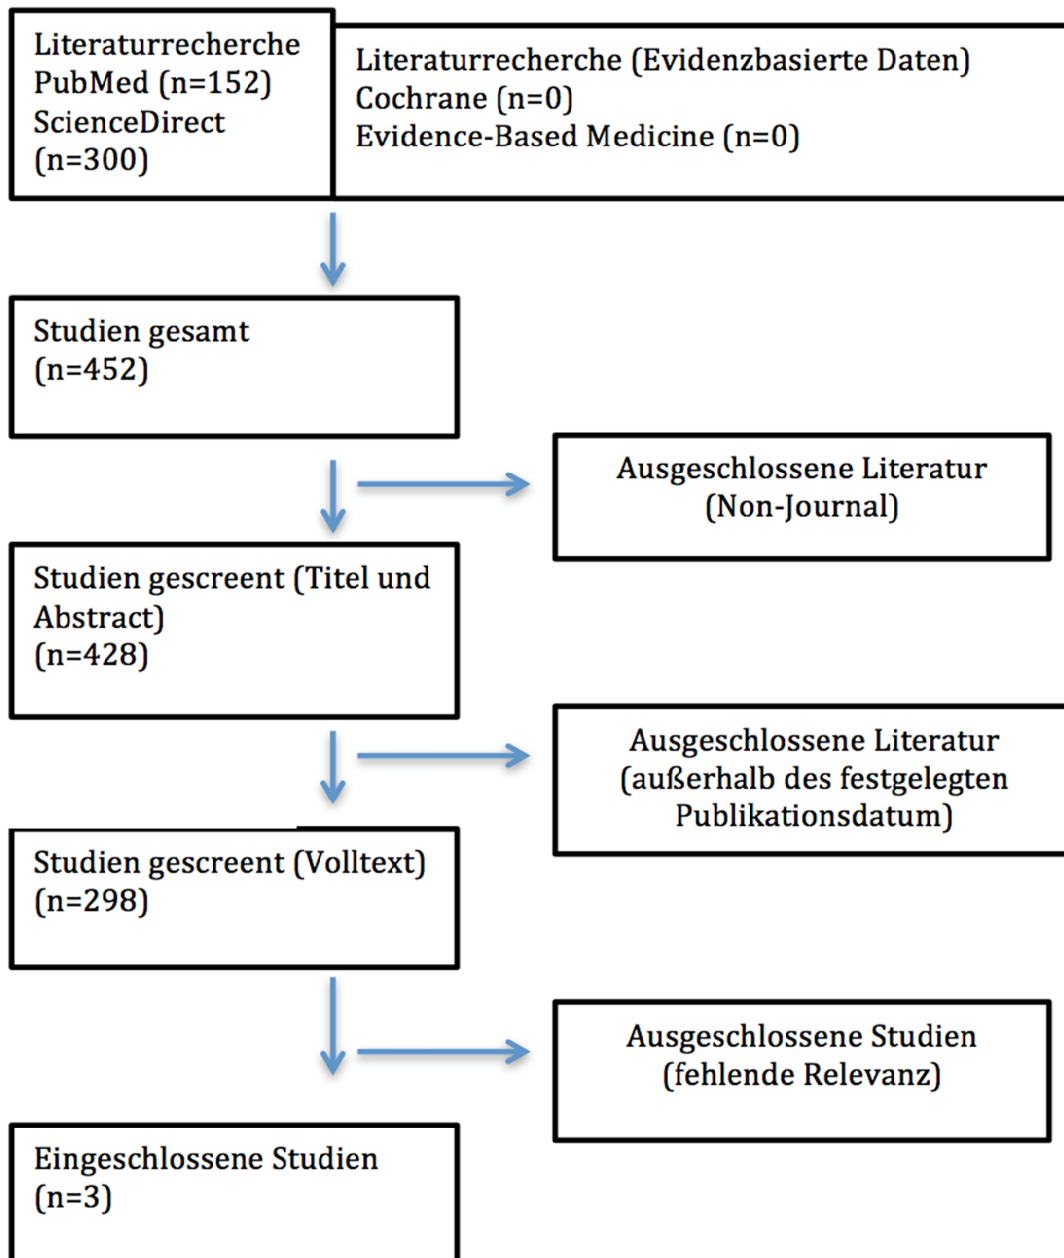 Literaturrecherche
PubMed (n=152)
ScienceDirect
(n=300)
Literaturrecherche (Evidenzbasierte Daten)
Cochrane (n=0)
Evidence-Based Medicine (n=0)
Studien gesamt
(n=452)
Ausgeschlossene Literatur
(Non-Journal)
Studien gescreent (Titel und
Abstract)
(n=428)
Ausgeschlossene Literatur
(außerhalb des festgelegten
Publikationsdatum)
Studien gescreent (Volltext)
(n=298)
Ausgeschlossene Studien
(fehlende Relevanz)
Eingeschlossene Studien
(n=3)